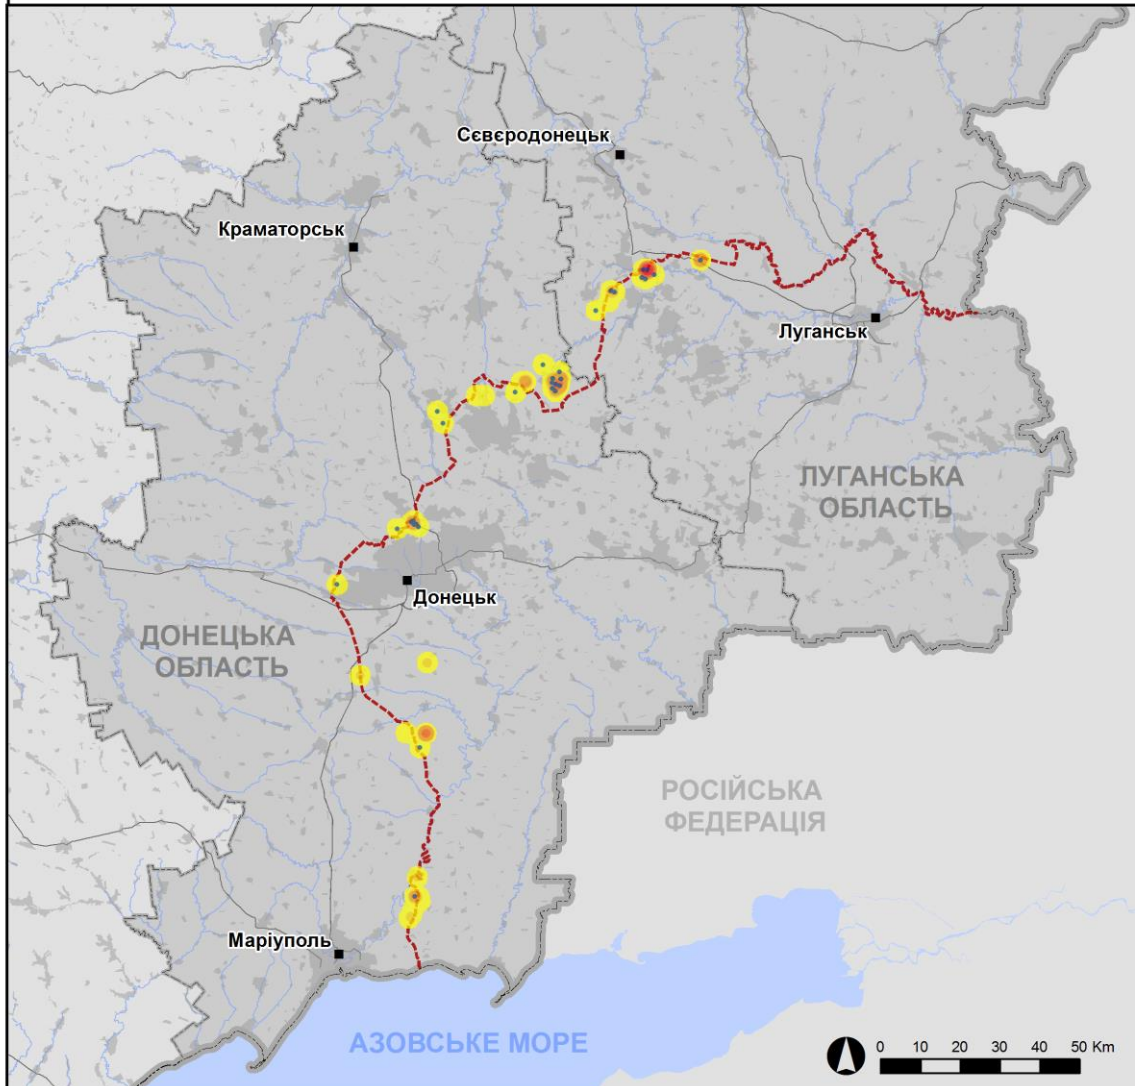 Сєвєродонецьк
Краматорськ
Луганськ
ЛУГАНСЬКА
ОБЛАСТЬ
Донецьк
ДОНЕЦЬКА
ОБЛАСТЬ
РОСІЙСЬКА
ФЕДЕРАЦІЯ
Маріуполь
АЗОВСЬКЕ МОРЕ
0 10 20 30 40 50 Km